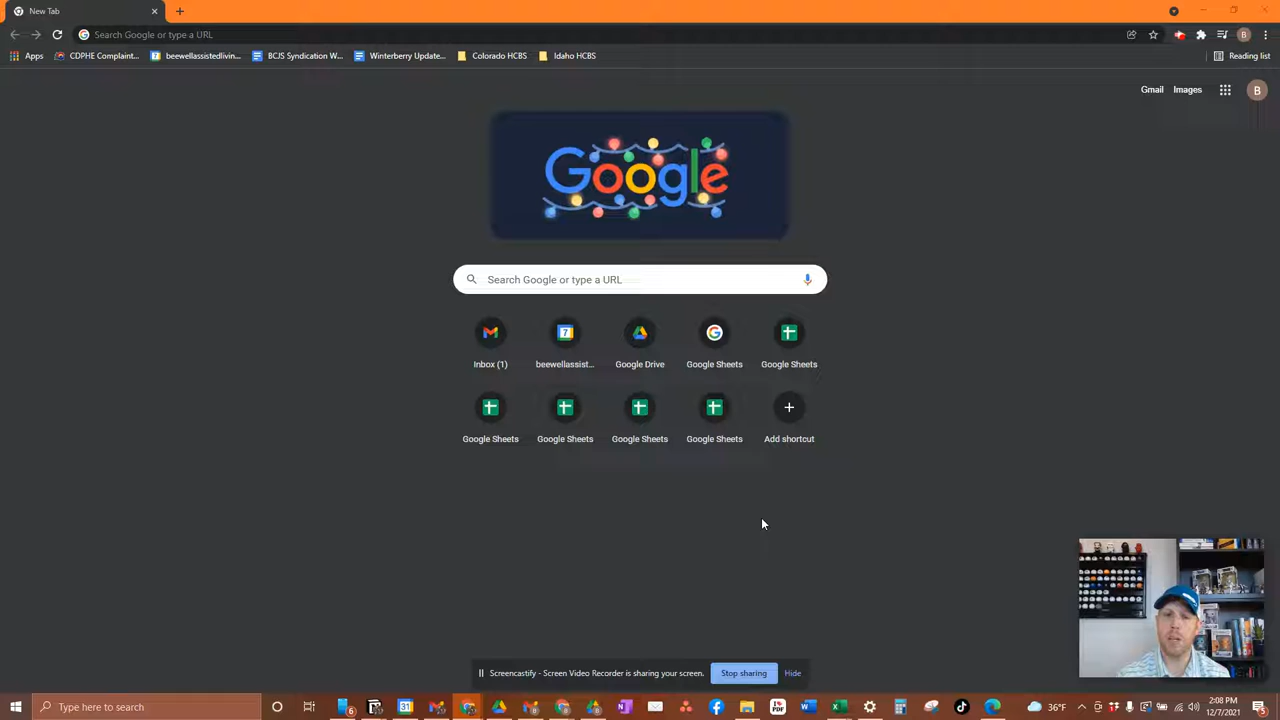 New Tab
Search Google or type a URL
Apps
CDPHE Complaint...
beewellassistedlivin...
BCJS Syndication W...
Winterberry Update...
Colorado HCBS
Idaho HCBS
Reading list
Gmail
Images
B
Google
Search Google or type a URL
Inbox (1)
beewellassist...
Google Drive
Google Sheets
Google Sheets
Google Sheets
Google Sheets
Google Sheets
Google Sheets
Add shortcut
Screencastify - Screen Video Recorder is sharing your screen.
Stop sharing
Hide
Type here to search
36°F
2:08 PM
12/7/2021